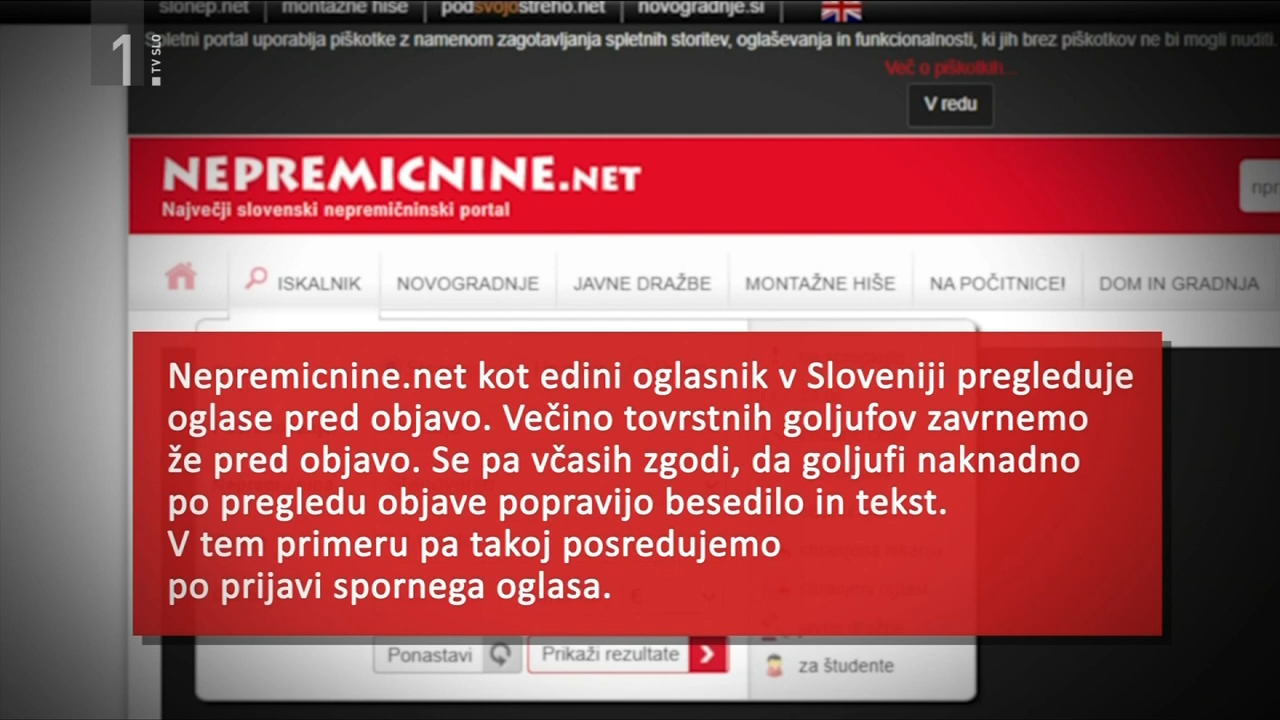 slonep.net | montažne hiše | podsvojostreho.net | novogradnje.si |
1
TV SLO
Spletni portal uporablja piškotke z namenom zagotavljanja spletnih storitev, oglaševanja in funkcionalnosti, ki jih brez piškotkov ne bi mogli nuditi.
Več o piškotkih...
V redu
NEPREMICNINE.NET
Največji slovenski nepremičninski portal
ISKALNIK NOVOGRADNJE JAVNE DRAŽBE MONTAŽNE HIŠE NA POČITNICE! DOM IN GRADNJA
Nepremicnine.net kot edini oglasnik v Sloveniji pregleduje
oglase pred objavo. Večino tovrstnih goljufov zavrnemo
že pred objavo. Se pa včasih zgodi, da goljufi naknadno
po pregledu objave popravijo besedilo in tekst.
V tem primeru pa takoj posredujemo
po prijavi spornega oglasa.
Ponastavi Prikaži rezultate
za študente